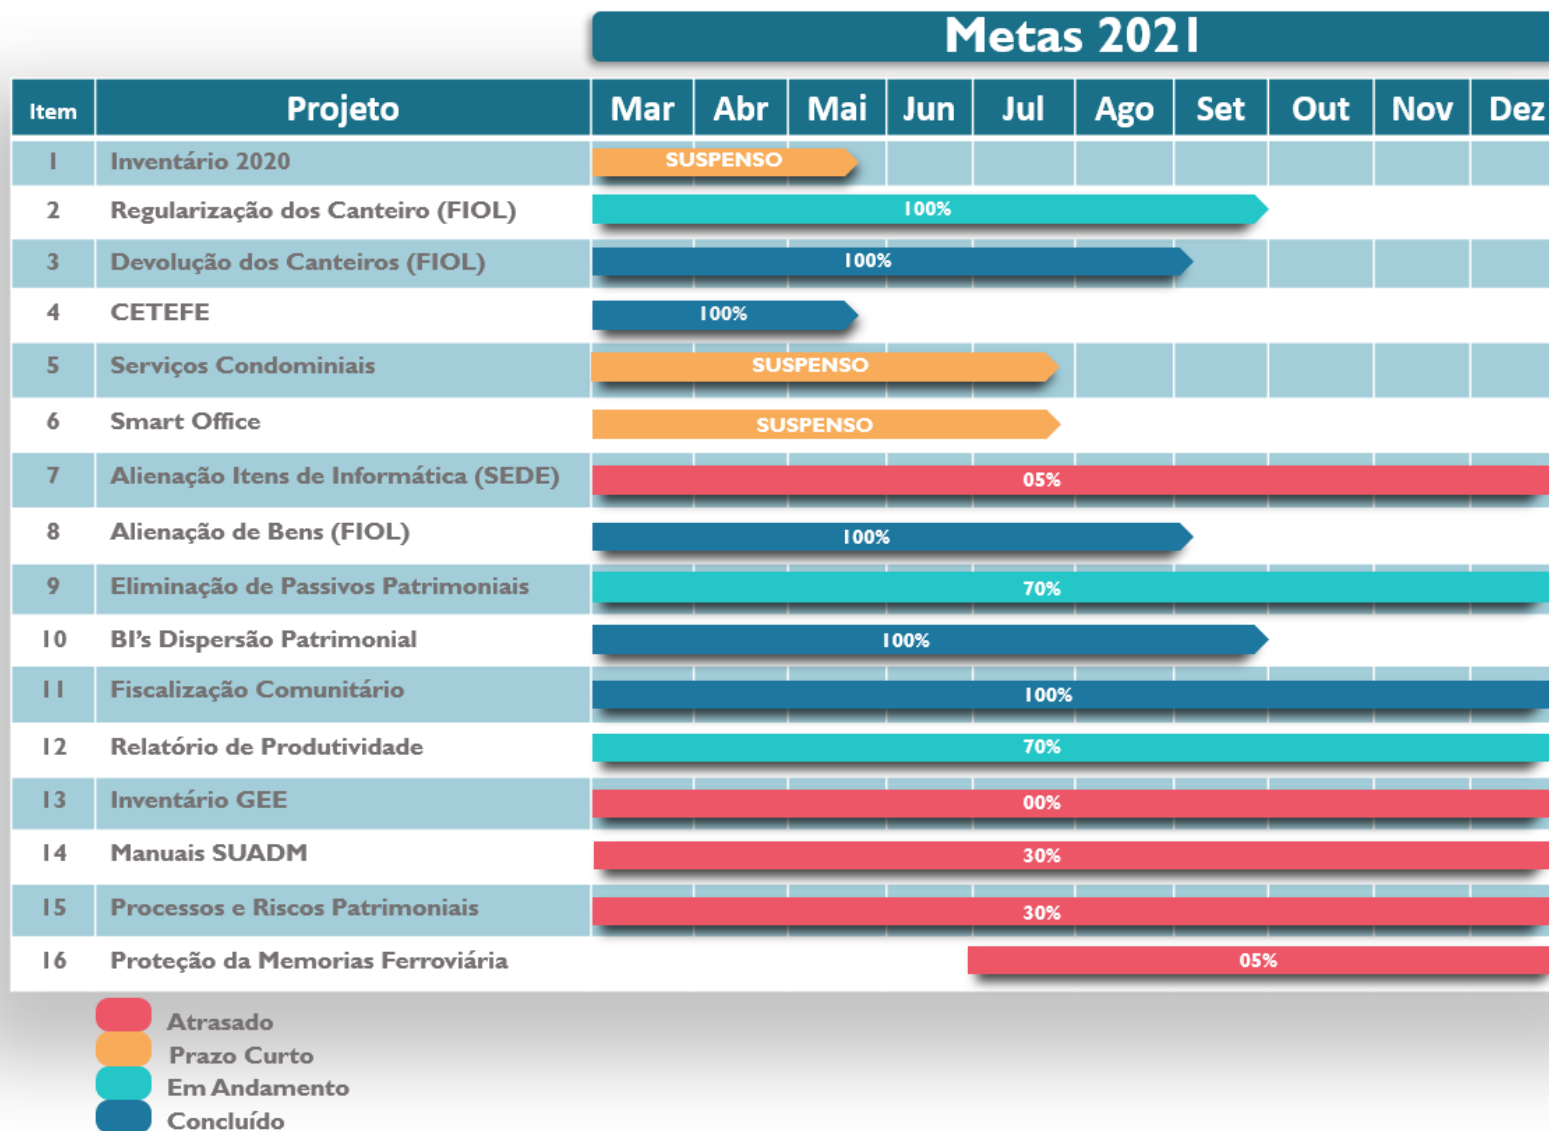 Metas 2021
Item Projeto Mar Abr Mai Jun Jul Ago Set Out Nov Dez
1 Inventário 2020 SUSPENSO
2 Regularização dos Canteiro (FIOL) 100%
3 Devolução dos Canteiros (FIOL) 100%
4 CETEFE 100%
5 Serviços Condominiais SUSPENSO
6 Smart Office SUSPENSO
7 Alienação Itens de Informática (SEDE) 05%
8 Alienação de Bens (FIOL) 100%
9 Eliminação de Passivos Patrimoniais 70%
10 BI's Dispersão Patrimonial 100%
11 Fiscalização Comunitário 100%
12 Relatório de Produtividade 70%
13 Inventário GEE 00%
14 Manuais SUADM 30%
15 Processos e Riscos Patrimoniais 30%
16 Proteção da Memorias Ferroviária 05%
Atrasado
Prazo Curto
Em Andamento
Concluído